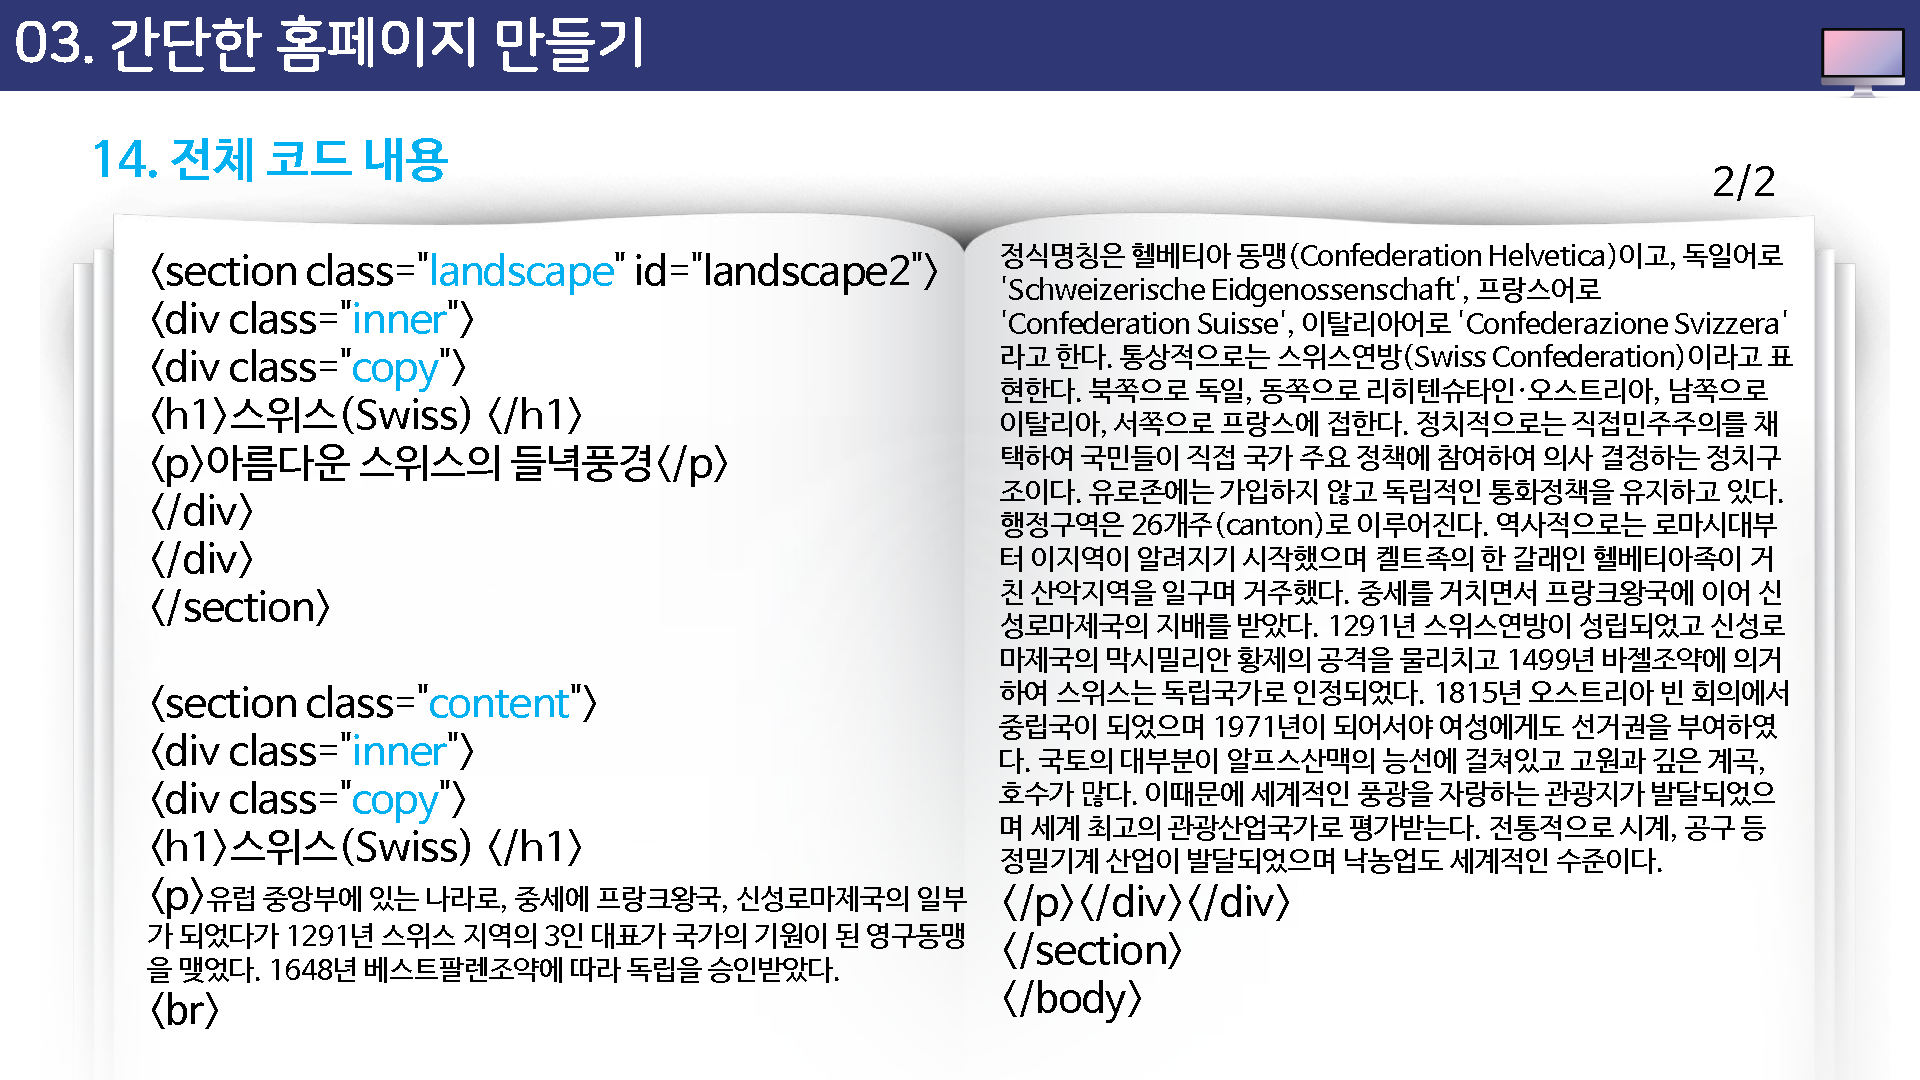 03. 간단한 홈페이지 만들기
14. 전체 코드 내용
2/2
<section class="landscape" id="landscape2">
<div class="inner">
<div class="copy">
<h1>스위스(Swiss) </h1>
<p>아름다운 스위스의 들녘풍경</p>
</div>
</div>
</section>
<section class="content">
<div class="inner">
<div class="copy">
<h1>스위스(Swiss) </h1>
<p>유럽 중앙부에 있는 나라로, 중세에 프랑크왕국, 신성로마제국의 일부
가 되었다가 1291년 스위스 지역의 3인 대표가 국가의 기원이 된 영구동맹
을 맺었다. 1648년 베스트팔렌조약에 따라 독립을 승인받았다.
<br>
정식명칭은 헬베티아 동맹(Confederation Helvetica)이고, 독일어로
'Schweizerische Eidgenossenschaft', 프랑스어로
'Confederation Suisse', 이탈리아어로 'Confederazione Svizzera'
라고 한다. 통상적으로는 스위스연방(Swiss Confederation)이라고 표
현한다. 북쪽으로 독일, 동쪽으로 리히텐슈타인·오스트리아, 남쪽으로
이탈리아, 서쪽으로 프랑스에 접한다. 정치적으로는 직접민주주의를 채
택하여 국민들이 직접 국가 주요 정책에 참여하여 의사 결정하는 정치구
조이다. 유로존에는 가입하지 않고 독립적인 통화정책을 유지하고 있다.
행정구역은 26개주(canton)로 이루어진다. 역사적으로는 로마시대부
터 이지역이 알려지기 시작했으며 켈트족의 한 갈래인 헬베티아족이 거
친 산악지역을 일구며 거주했다. 중세를 거치면서 프랑크왕국에 이어 신
성로마제국의 지배를 받았다. 1291년 스위스연방이 성립되었고 신성로
마제국의 막시밀리안 황제의 공격을 물리치고 1499년 바젤조약에 의거
하여 스위스는 독립국가로 인정되었다. 1815년 오스트리아 빈 회의에서
중립국이 되었으며 1971년이 되어서야 여성에게도 선거권을 부여하였
다. 국토의 대부분이 알프스산맥의 능선에 걸쳐있고 고원과 깊은 계곡,
호수가 많다. 이때문에 세계적인 풍광을 자랑하는 관광지가 발달되었으
며 세계 최고의 관광산업국가로 평가받는다. 전통적으로 시계, 공구 등
정밀기계 산업이 발달되었으며 낙농업도 세계적인 수준이다.
</p></div></div>
</section>
</body>